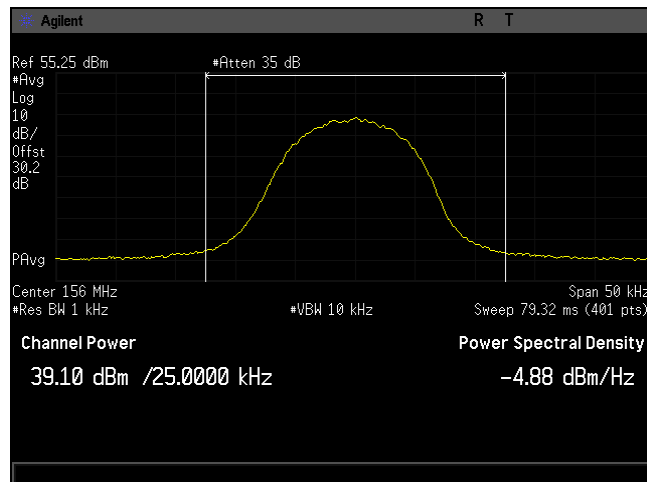 Agilent R T
Ref 55.25 dBm #Atten 35 dB
#Avg
Log
10
dB/
Offst
30.2
dB
PAvg
Center 156 MHz Span 50 kHz
#Res BW 1 kHz #VBW 10 kHz Sweep 79.32 ms (401 pts)
Channel Power Power Spectral Density
39.10 dBm /25.0000 kHz -4.88 dBm/Hz